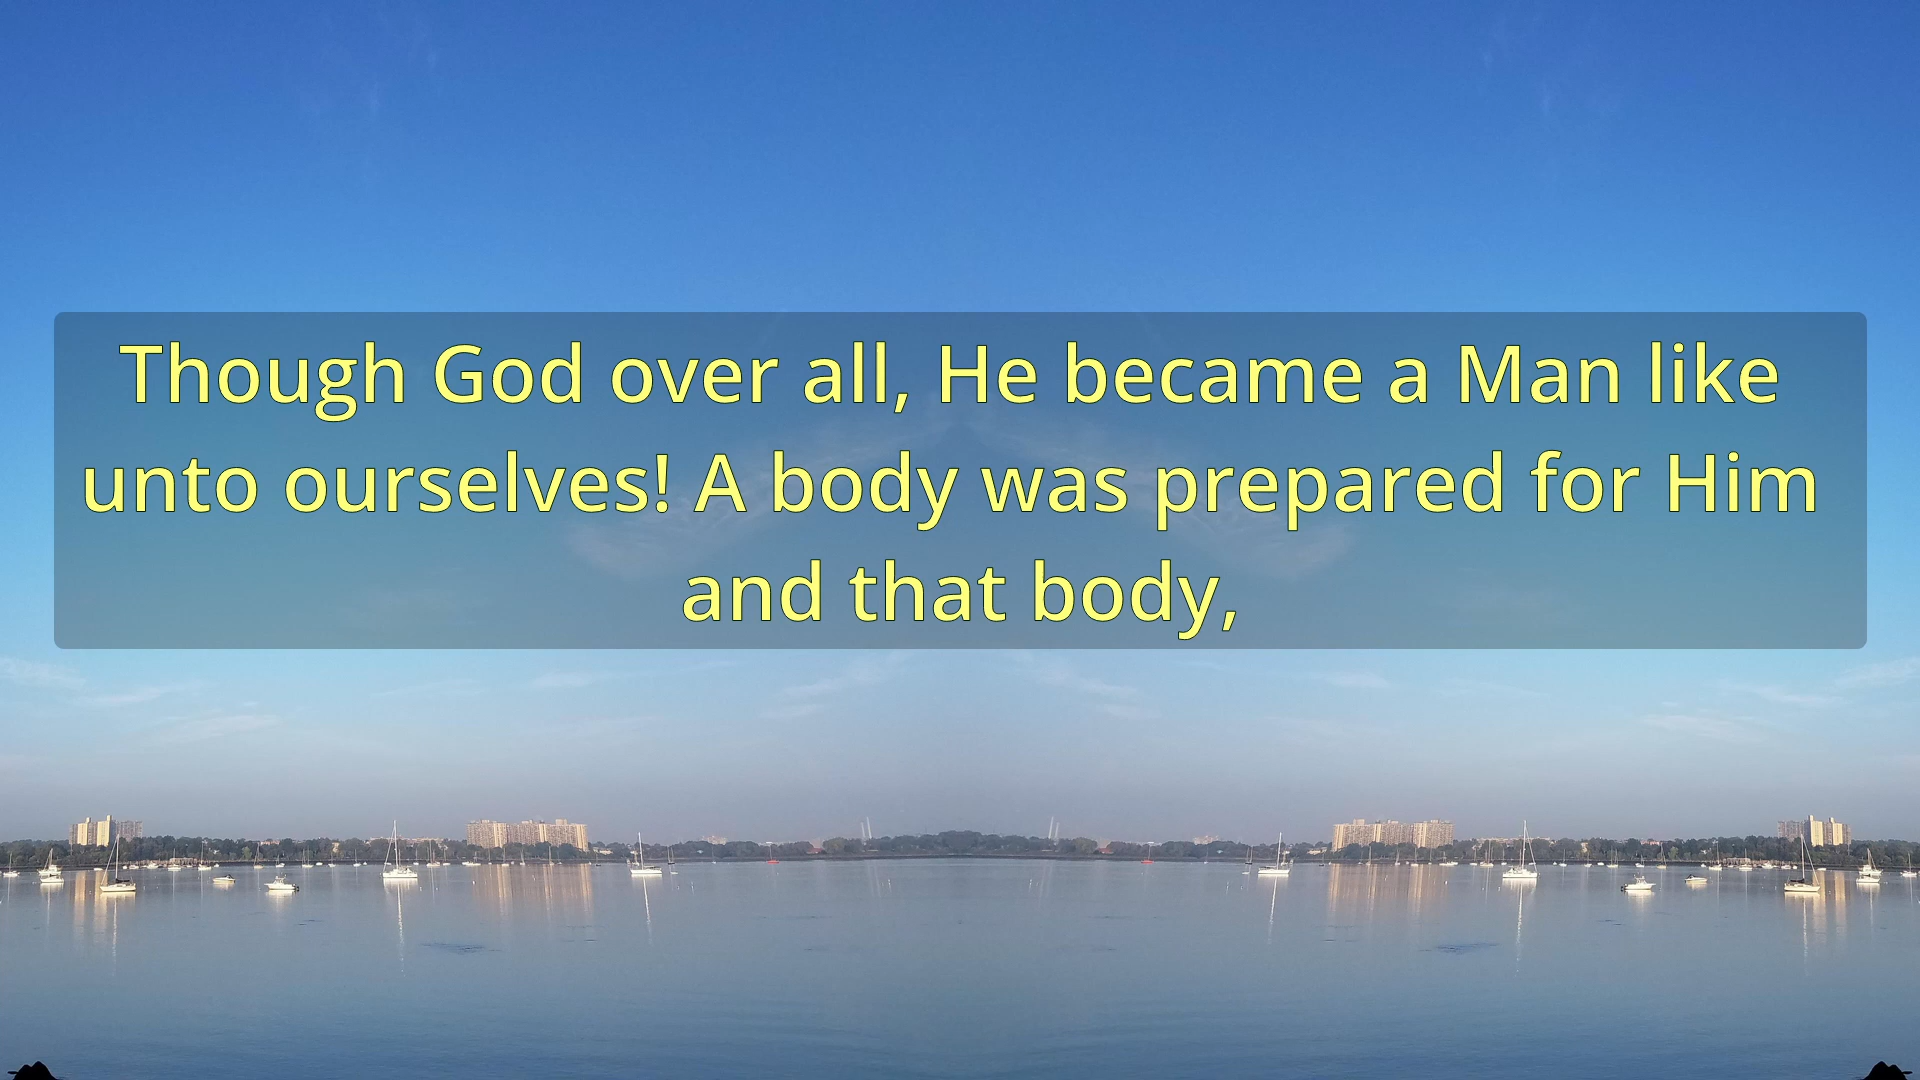 Though God over all, He became a Man like
unto ourselves! A body was prepared for Him
and that body,